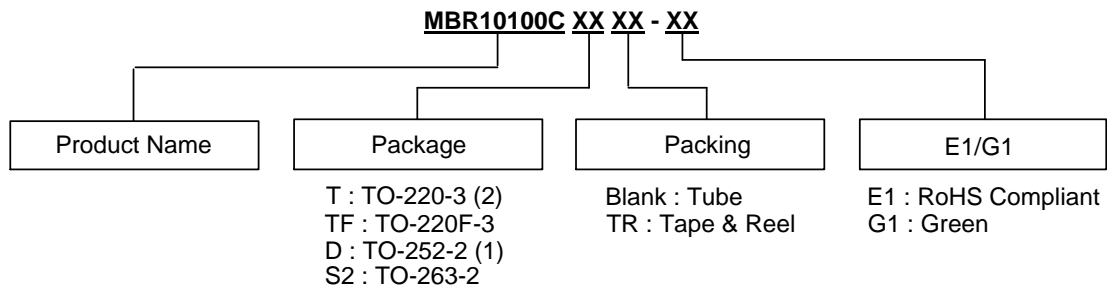 MBR10100C XX XX - XX
Product Name
Package
Packing
E1/G1
T : TO-220-3 (2)
TF : TO-220F-3
D : TO-252-2 (1)
S2 : TO-263-2
Blank : Tube
TR : Tape & Reel
E1 : RoHS Compliant
G1 : Green